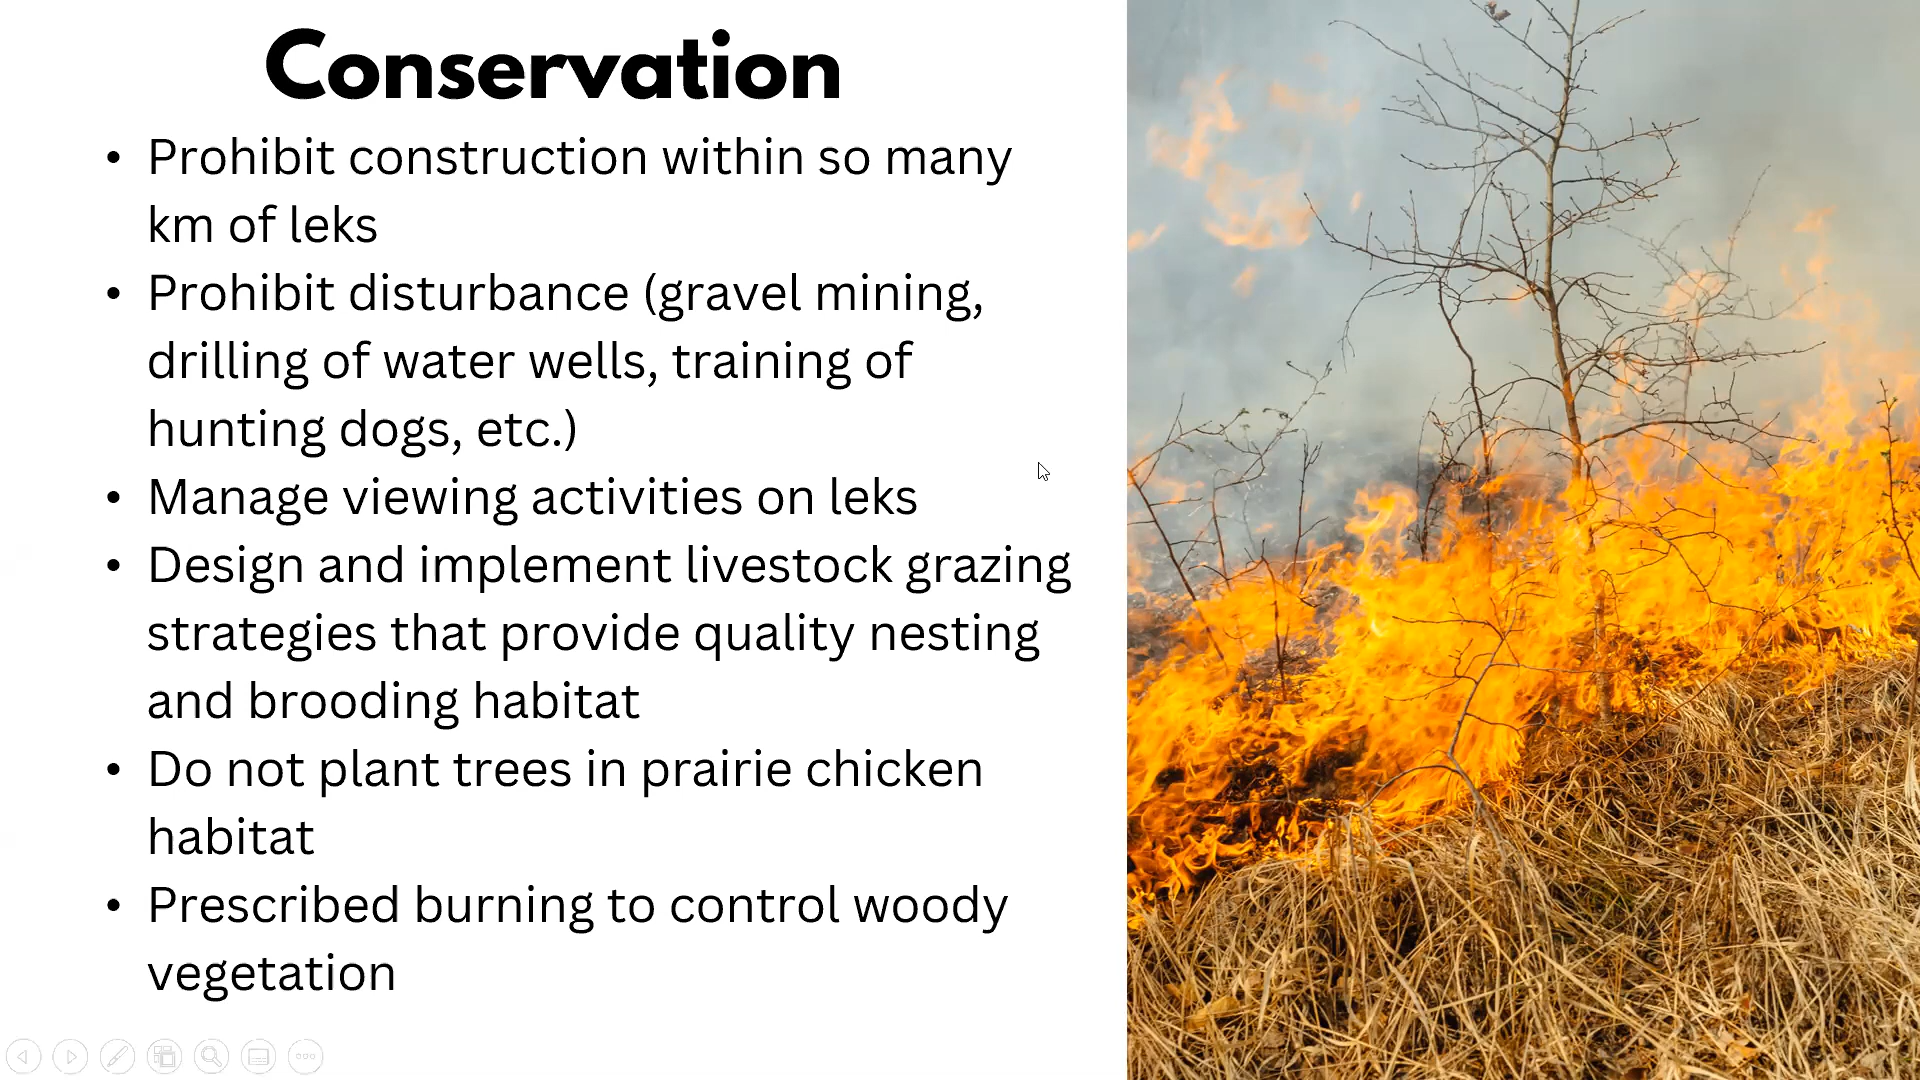 Conservation
• Prohibit construction within so many
km of leks
• Prohibit disturbance (gravel mining,
drilling of water wells, training of
hunting dogs, etc.)
• Manage viewing activities on leks
• Design and implement livestock grazing
strategies that provide quality nesting
and brooding habitat
• Do not plant trees in prairie chicken
habitat
• Prescribed burning to control woody
vegetation